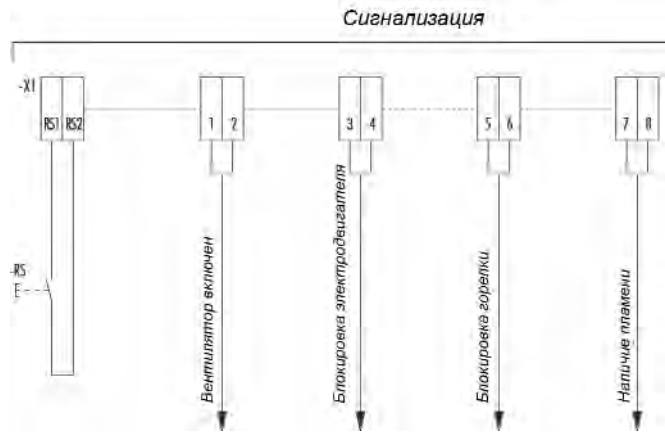 Сигнализация
-X1
RS1 RS2 1 2 3 4 5 6 7 8
-RS
E
Вентилятор включен
Блокировка электродвигателя
Блокировка горелки.
Наличие пламени